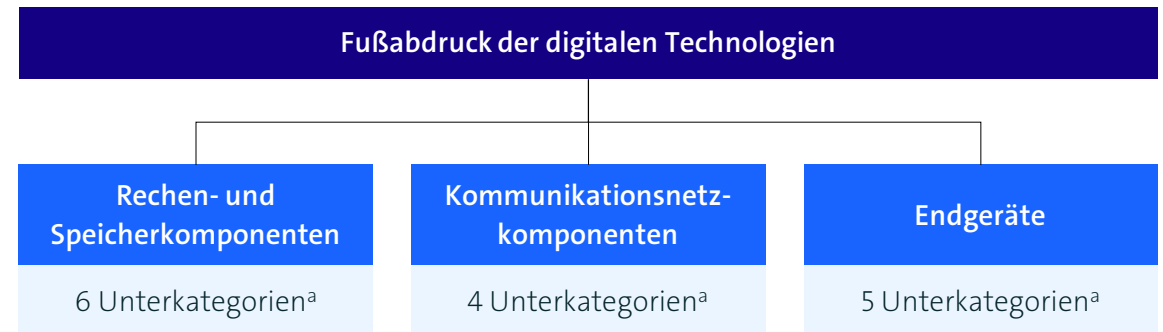 Fußabdruck der digitalen Technologien
Rechen- und
Speicherkomponenten
Kommunikationsnetz-
komponenten
Endgeräte
6 Unterkategorienᵃ
4 Unterkategorienᵃ
5 Unterkategorienᵃ